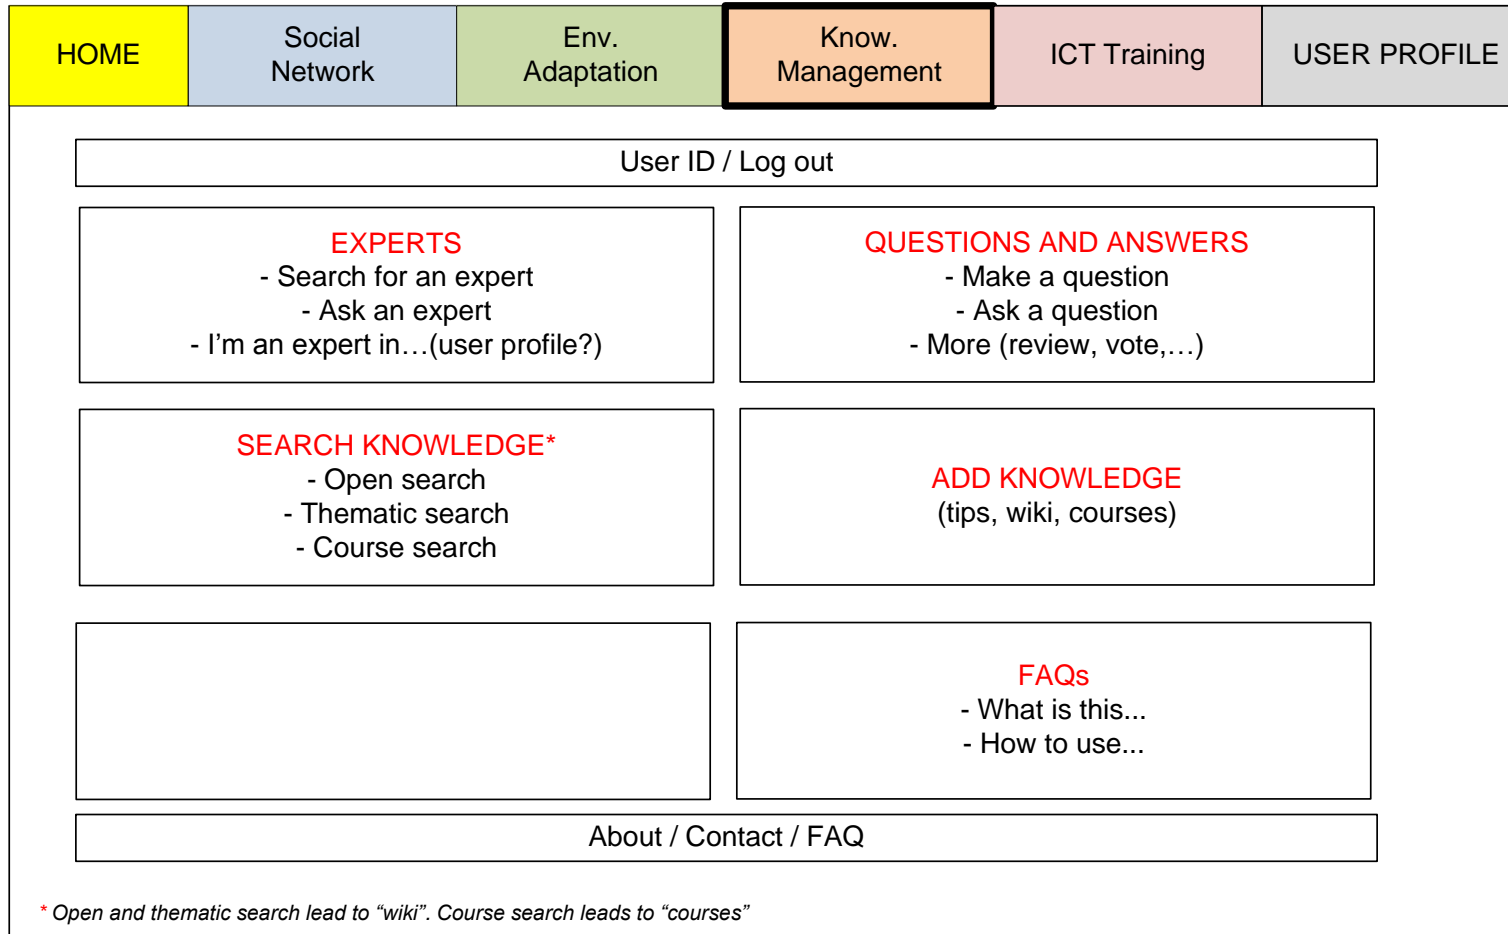 HOME
Social
Network
Env.
Adaptation
Know.
Management
ICT Training
USER PROFILE
User ID / Log out
EXPERTS
- Search for an expert
- Ask an expert
- I’m an expert in…(user profile?)
QUESTIONS AND ANSWERS
- Make a question
- Ask a question
- More (review, vote,…)
SEARCH KNOWLEDGE*
- Open search
- Thematic search
- Course search
ADD KNOWLEDGE
(tips, wiki, courses)
FAQs
- What is this...
- How to use...
About / Contact / FAQ
* Open and thematic search lead to “wiki”. Course search leads to “courses”